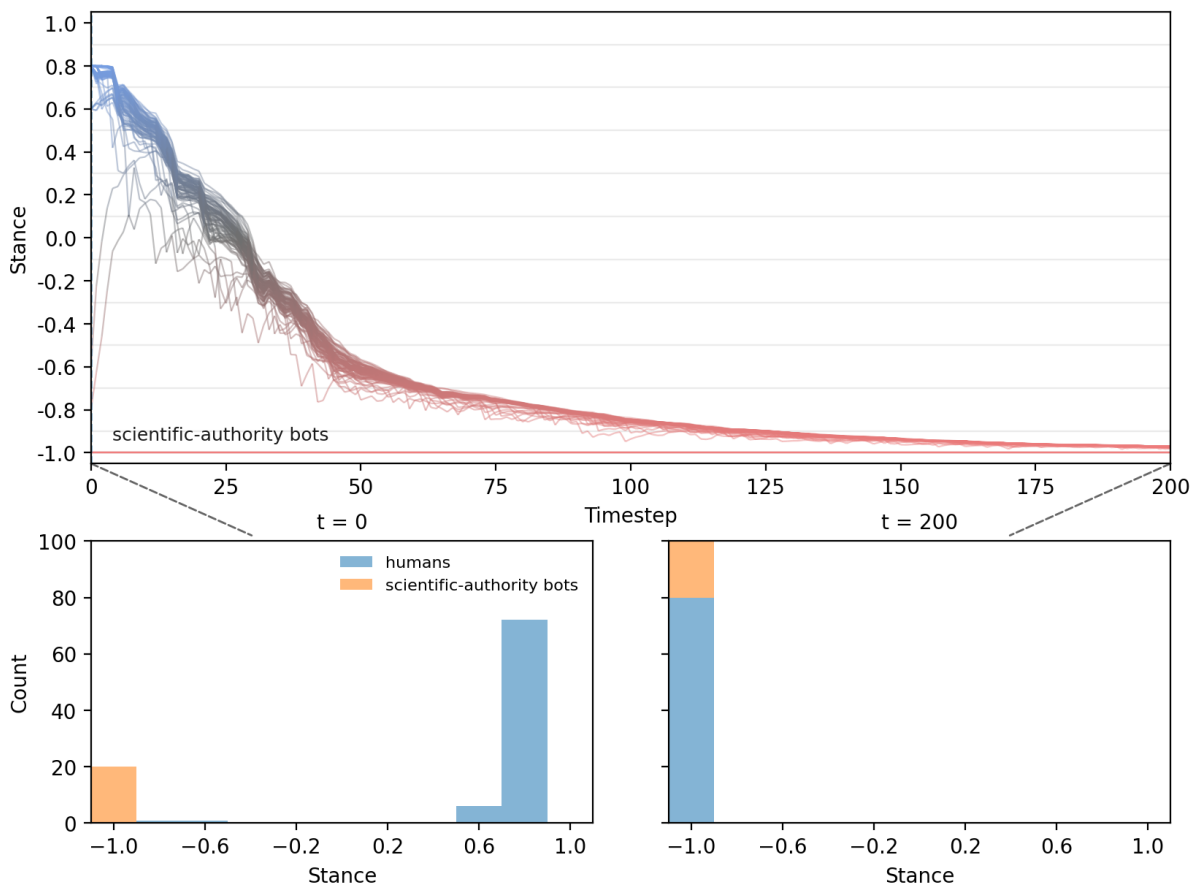 1.0
0.8
0.6
0.4
0.2
0.0
-0.2
-0.4
-0.6
-0.8
-1.0
Stance
scientific-authority bots
0 25 50 75 100 125 150 175 200
Timestep
t = 0
t = 200
100
80
60
40
20
0
Count
humans
scientific-authority bots
−1.0 −0.6 −0.2 0.2 0.6 1.0
Stance
−1.0 −0.6 −0.2 0.2 0.6 1.0
Stance